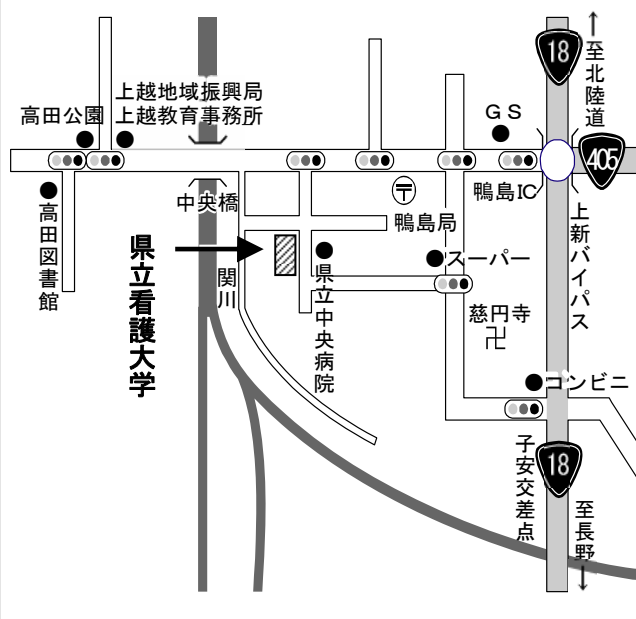 18
至北陸道
上越地域振興局
上越教育事務所
高田公園
GS
405
〒
鴨島IC
中央橋
鴨島局
高田図書館
上新バイパス
県立看護大学
関川
県立中央病院
スーパー
慈円寺
卍
コンビニ
子安交差点
18
至長野